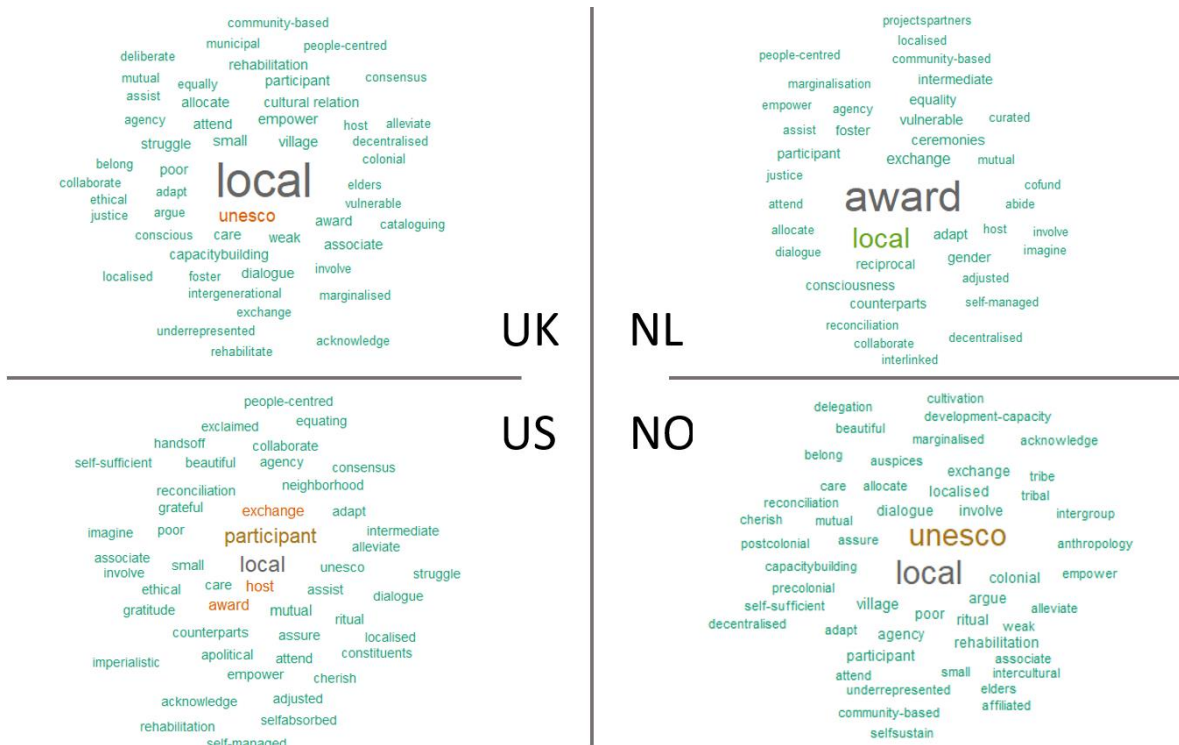 community-based
municipal people-centred
deliberate
rehabilitation
mutual equally participant consensus
assist allocate cultural relation
agency attend empower host alleviate
struggle small village decentralised
colonial
belong poor
collaborate adapt local elders
ethical vulnerable
justice argue unesco award cataloguing
conscious care weak associate
capacitybuilding
localised foster dialogue involve
intergenerational marginalised
exchange
underrepresented
acknowledge
rehabilitate
UK
projectspartners
localised
people-centred community-based
marginalisation intermediate
equality
empower agency vulnerable curated
assist foster ceremonies
participant exchange mutual
justice
award cofund
attend abide
allocate local adapt host involve
dialogue imagine
reciprocal gender
consciousness adjusted
counterparts self-managed
reconciliation
collaborate decentralised
interlinked
NL
people-centred
exclaimed equating
handsoff collaborate
self-sufficient beautiful agency consensus
reconciliation neighborhood
grateful exchange adapt
imagine poor participant intermediate
alleviate
associate small local unesco
involve struggle
ethical care host assist
dialogue
gratitude award mutual
ritual
counterparts assure localised
imperialistic apolitical attend constituents
empower cherish
acknowledge adjusted
rehabilitation selfabsorbed
self-managed
US
cultivation
delegation development-capacity
beautiful
marginalised acknowledge
belong auspices
exchange tribe
care allocate localised tribal
reconciliation
cherish mutual dialogue involve intergroup
postcolonial assure unesco anthropology
capacitybuilding local colonial empower
precolonial
self-sufficient village argue alleviate
decentralised poor ritual weak
adapt agency rehabilitation
participant associate
attend small intercultural
underrepresented elders
affiliated
community-based
selfsustain
NO